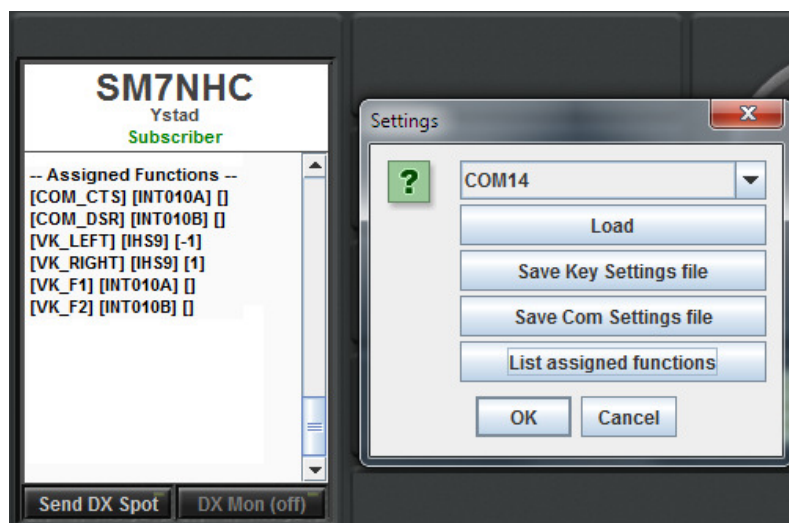 SM7NHC
Ystad
Subscriber
-- Assigned Functions --
[COM_CTS] [INT010A] []
[COM_DSR] [INT010B] []
[VK_LEFT] [IHS9] [-1]
[VK_RIGHT] [IHS9] [1]
[VK_F1] [INT010A] []
[VK_F2] [INT010B] []
Send DX Spot
DX Mon (off)
Settings
?
COM14
Load
Save Key Settings file
Save Com Settings file
List assigned functions
OK
Cancel